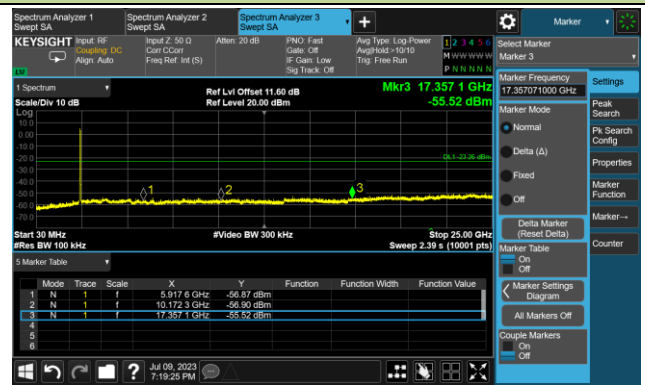 Spectrum Analyzer 1
Swept SA
Spectrum Analyzer 2
Swept SA
Spectrum Analyzer 3
Swept SA
Marker
KEYSIGHT
Input: RF
Coupling: DC
Align: Auto
Input Z: 50 Ω
Corr CCorr
Freq Ref: Int (S)
Atten: 20 dB
PNO: Fast
Gate: Off
IF Gain: Low
Sig Track: Off
Avg Type: Log-Power
Avg|Hold:>10/10
Trig: Free Run
1 2 3 4 5 6
M W W W W W
P N N N N N
LW
Select Marker
Marker 3
1 Spectrum
Scale/Div 10 dB
Log
Ref Lvl Offset 11.60 dB
Ref Level 20.00 dBm
Mkr3 17.357 1 GHz
-55.52 dBm
10.0
0.00
-10.0
-20.0
-30.0
-40.0
-50.0
-60.0
-70.0
DL1 -23.36 dBm
1
2
3
Start 30 MHz
#Res BW 100 kHz
#Video BW 300 kHz
Stop 25.00 GHz
Sweep 2.39 s (10001 pts)
5 Marker Table
Mode Trace Scale X Y Function Function Width Function Value
1 N 1 f 5.917 6 GHz -56.87 dBm
2 N 1 f 10.172 3 GHz -56.90 dBm
3 N 1 f 17.357 1 GHz -55.52 dBm
4
5
6
Marker Frequency
17.357071000 GHz
Marker Mode
Normal
Delta (Δ)
Fixed
Off
Delta Marker
(Reset Delta)
Marker Table
On
Off
Marker Settings
Diagram
All Markers Off
Couple Markers
On
Off
Settings
Peak
Search
Pk Search
Config
Properties
Marker
Function
Marker→
Counter
?
Jul 09, 2023
7:19:25 PM